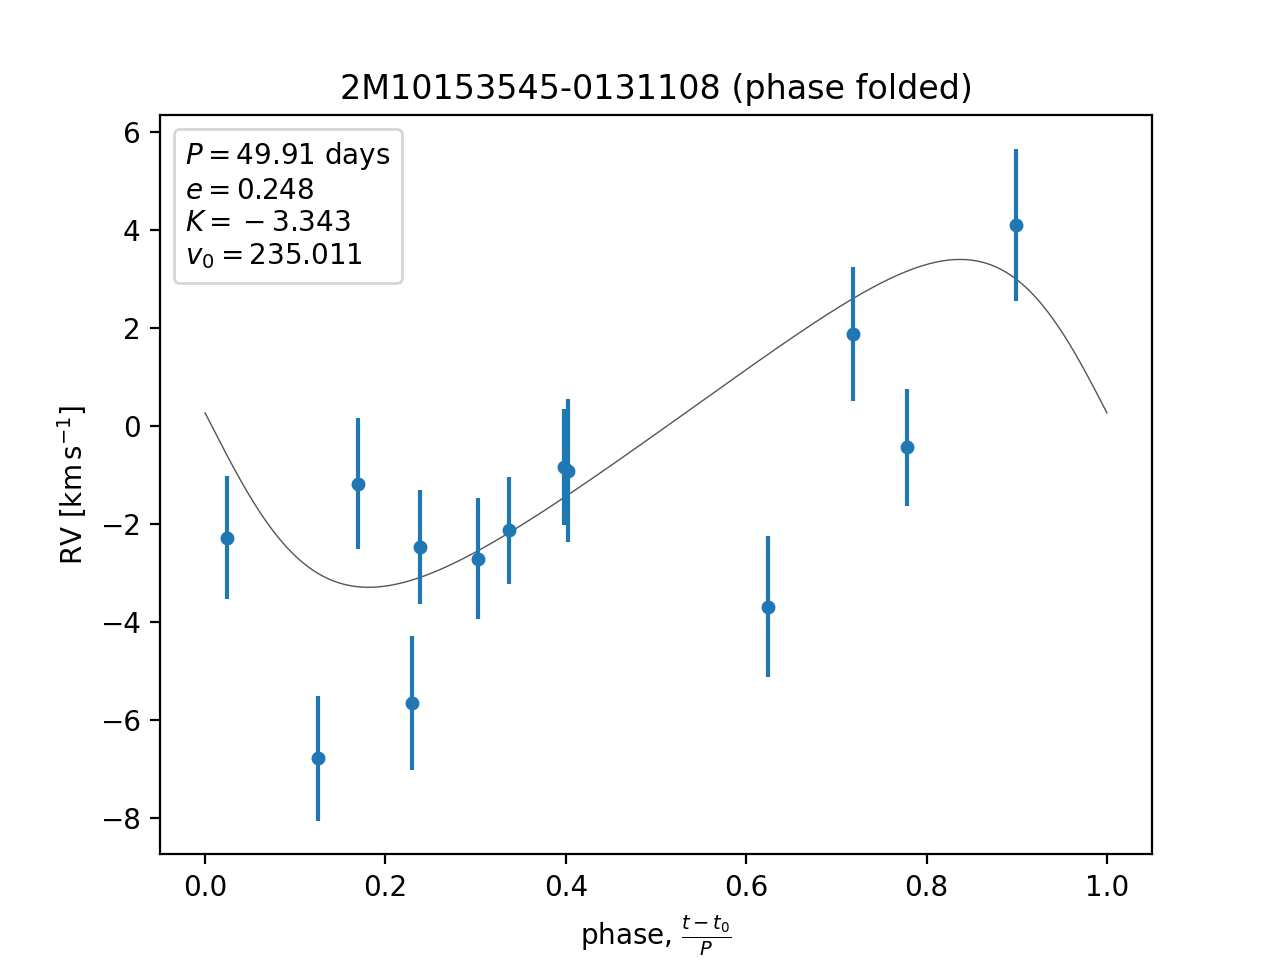 2M10153545-0131108 (phase folded)
P = 49.91 days
e = 0.248
K = −3.343
v₀ = 235.011
6
4
2
0
−2
−4
−6
−8
RV [km s⁻¹]
0.0 0.2 0.4 0.6 0.8 1.0
phase, (t − t₀)/P